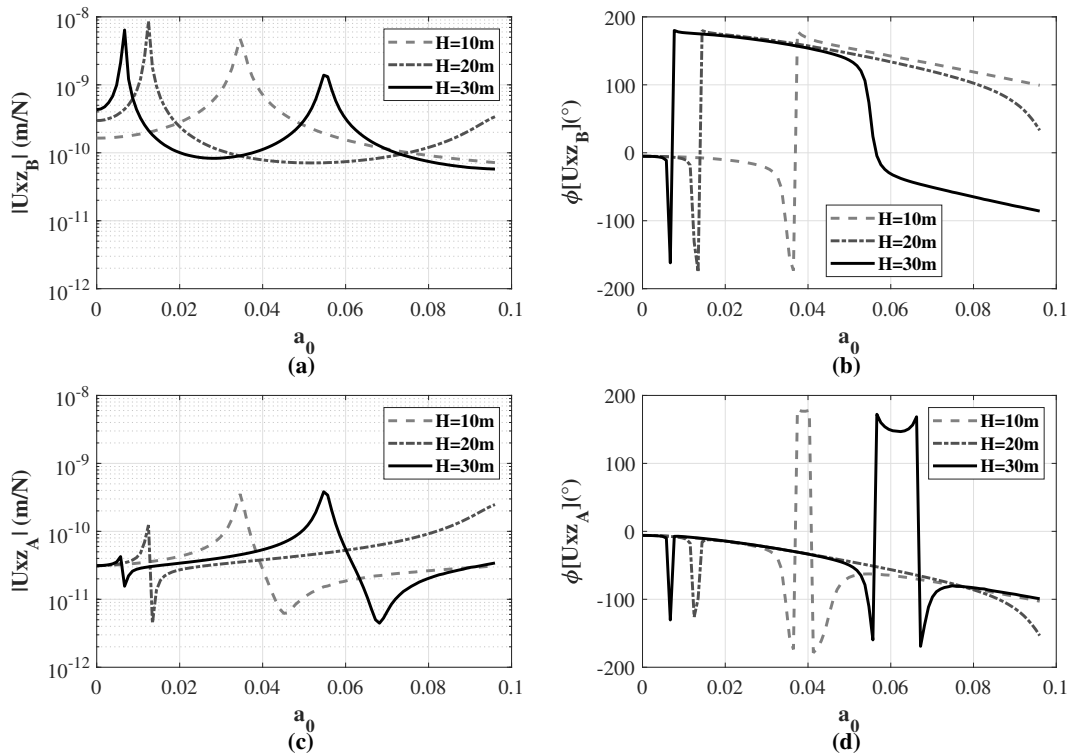 10⁻⁸
10⁻⁹
10⁻¹⁰
10⁻¹¹
10⁻¹²
|Uxz_B| (m/N)
H=10m
H=20m
H=30m
0 0.02 0.04 0.06 0.08 0.1
a₀
(a)
200
100
0
-100
-200
ϕ[Uxz_B](°)
H=10m
H=20m
H=30m
0 0.02 0.04 0.06 0.08 0.1
a₀
(b)
10⁻⁸
10⁻⁹
10⁻¹⁰
10⁻¹¹
10⁻¹²
|Uxz_A| (m/N)
H=10m
H=20m
H=30m
0 0.02 0.04 0.06 0.08 0.1
a₀
(c)
200
100
0
-100
-200
ϕ[Uxz_A](°)
H=10m
H=20m
H=30m
0 0.02 0.04 0.06 0.08 0.1
a₀
(d)